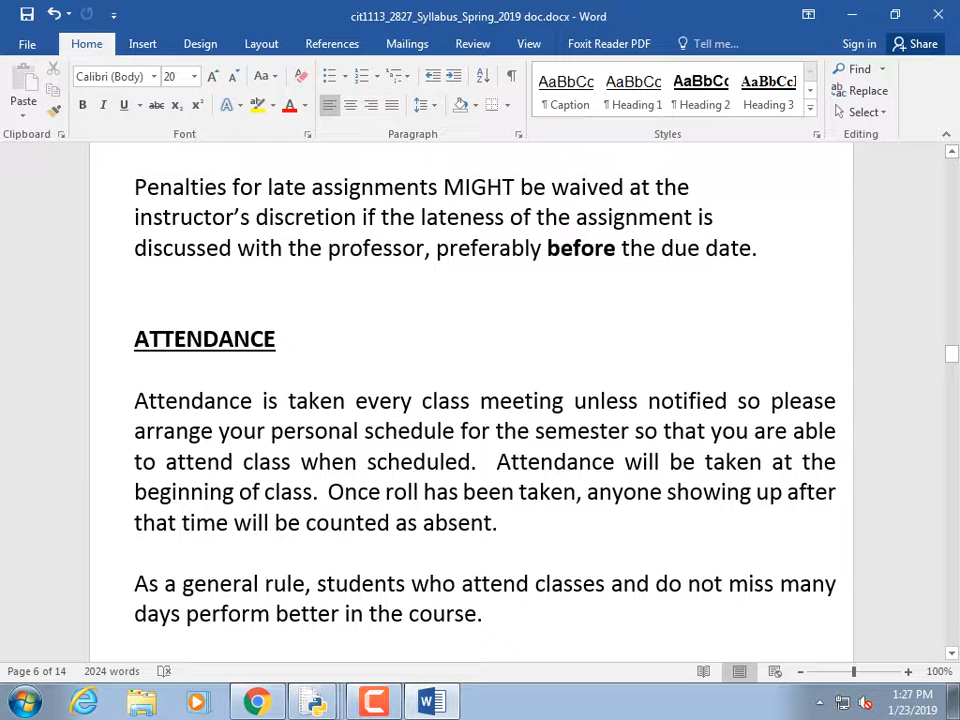 cit1113_2827_Syllabus_Spring_2019 doc.docx - Word
File Home Insert Design Layout References Mailings Review View Foxit Reader PDF Tell me... Sign in Share
Calibri (Body) 20 Aa
AaBbCc AaBbCc AaBbCc AaBbCcI
Find
Replace
Select
Paste
B I U abc x₂ x² A A
¶ Caption ¶ Heading 1 ¶ Heading 2 Heading 3
Clipboard Font Paragraph Styles Editing
Penalties for late assignments MIGHT be waived at the
instructor’s discretion if the lateness of the assignment is
discussed with the professor, preferably before the due date.
ATTENDANCE
Attendance is taken every class meeting unless notified so please
arrange your personal schedule for the semester so that you are able
to attend class when scheduled. Attendance will be taken at the
beginning of class. Once roll has been taken, anyone showing up after
that time will be counted as absent.
As a general rule, students who attend classes and do not miss many
days perform better in the course.
Page 6 of 14 2024 words 100%
1:27 PM
1/23/2019